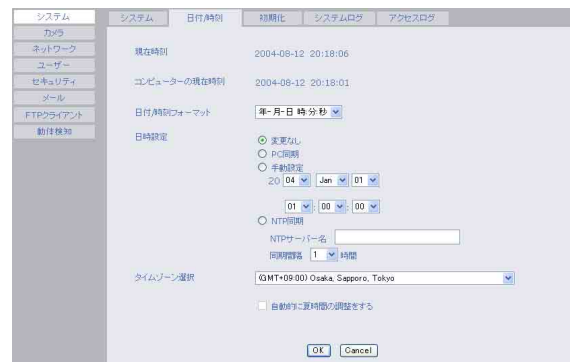 システム
カメラ
ネットワーク
ユーザー
セキュリティ
メール
FTPクライアント
動体検知
システム 日付/時刻 初期化 システムログ アクセスログ
現在時刻 2004-08-12 20:18:06
コンピューターの現在時刻 2004-08-12 20:18:01
日付/時刻フォーマット 年-月-日 時:分:秒
日時設定 変更なし
PC同期
手動設定
20 04 Jan 01
01 : 00 : 00
NTP同期
NTPサーバー名
同期間隔 1 時間
タイムゾーン選択 (GMT+09:00) Osaka, Sapporo, Tokyo
自動的に夏時間の調整をする
OK Cancel